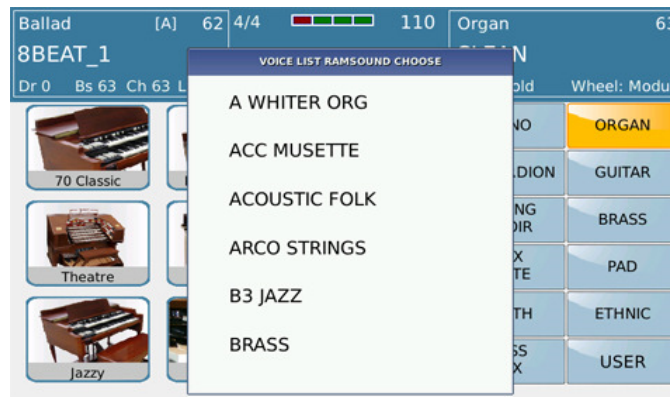 Ballad [A] 62 4/4 110 Organ
8BEAT_1
Dr 0 Bs 63 Ch 63 L
Wheel: Modu
VOICE LIST RAMSOUND CHOOSE
A WHITER ORG
ACC MUSETTE
ACOUSTIC FOLK
ARCO STRINGS
B3 JAZZ
BRASS
70 Classic
Theatre
Jazzy
ORGAN
GUITAR
BRASS
PAD
ETHNIC
USER